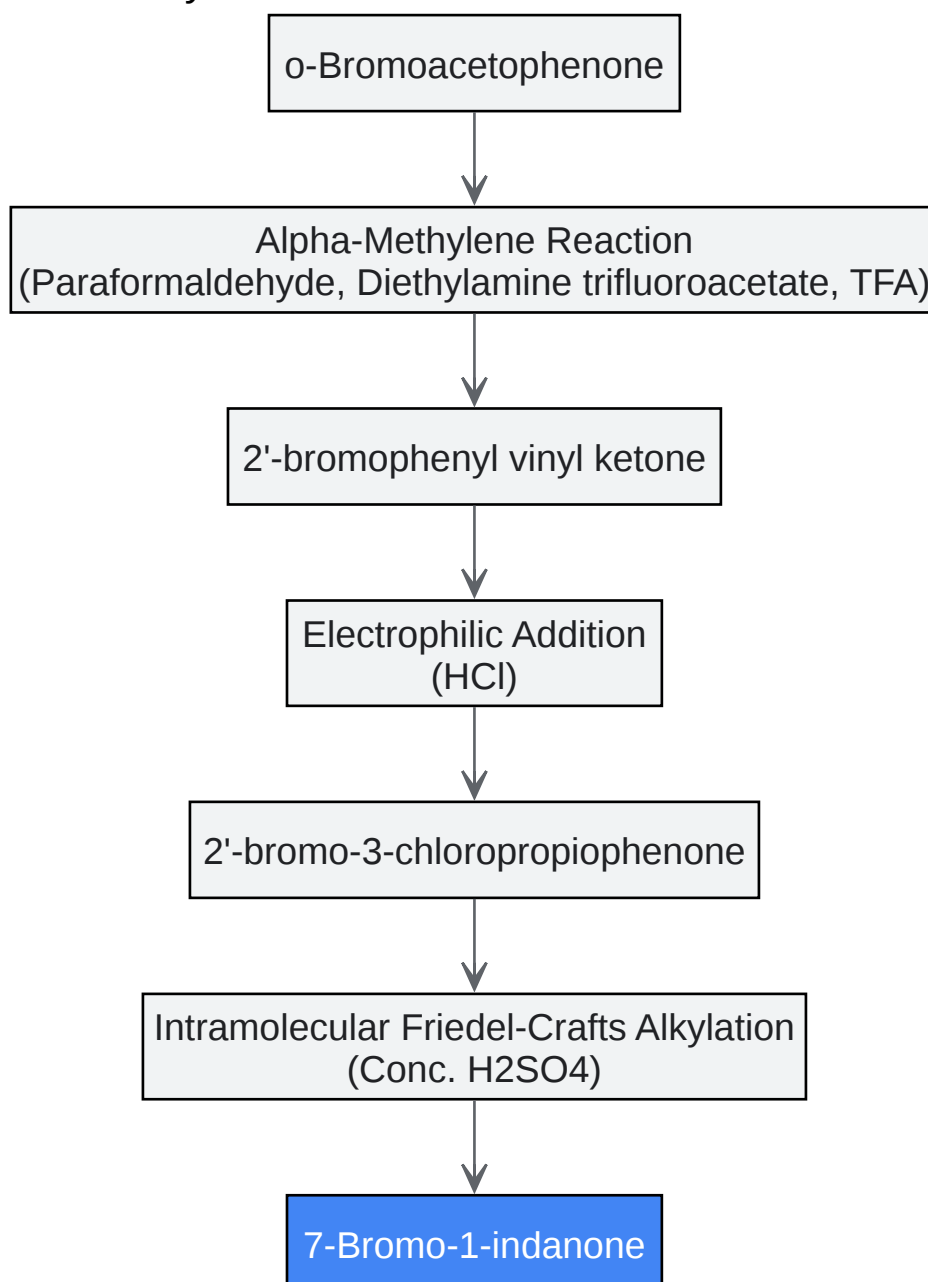 o-Bromoacetophenone
Alpha-Methylene Reaction
(Paraformaldehyde, Diethylamine trifluoroacetate, TFA)
2'-bromophenyl vinyl ketone
Electrophilic Addition
(HCl)
2'-bromo-3-chloropropiophenone
Intramolecular Friedel-Crafts Alkylation
(Conc. H2SO4)
7-Bromo-1-indanone